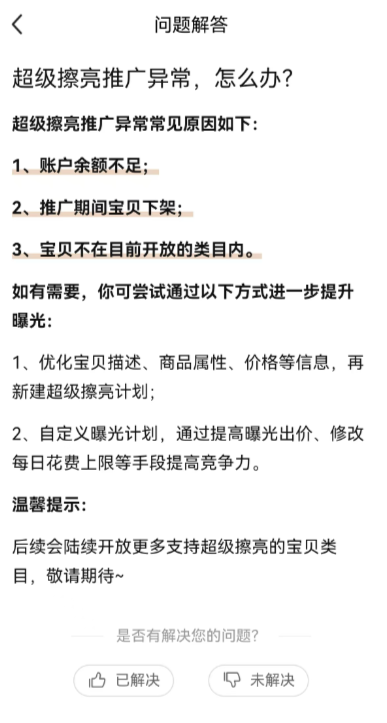 问题解答
超级擦亮推广异常，怎么办？
超级擦亮推广异常常见原因如下：
1、账户余额不足；
2、推广期间宝贝下架；
3、宝贝不在目前开放的类目内。
如有需要，你可尝试通过以下方式进一步提升
曝光：
1、优化宝贝描述、商品属性、价格等信息，再
新建超级擦亮计划；
2、自定义曝光计划，通过提高曝光出价、修改
每日花费上限等手段提高竞争力。
温馨提示：
后续会陆续开放更多支持超级擦亮的宝贝类
目，敬请期待~
是否有解决您的问题？
已解决
未解决